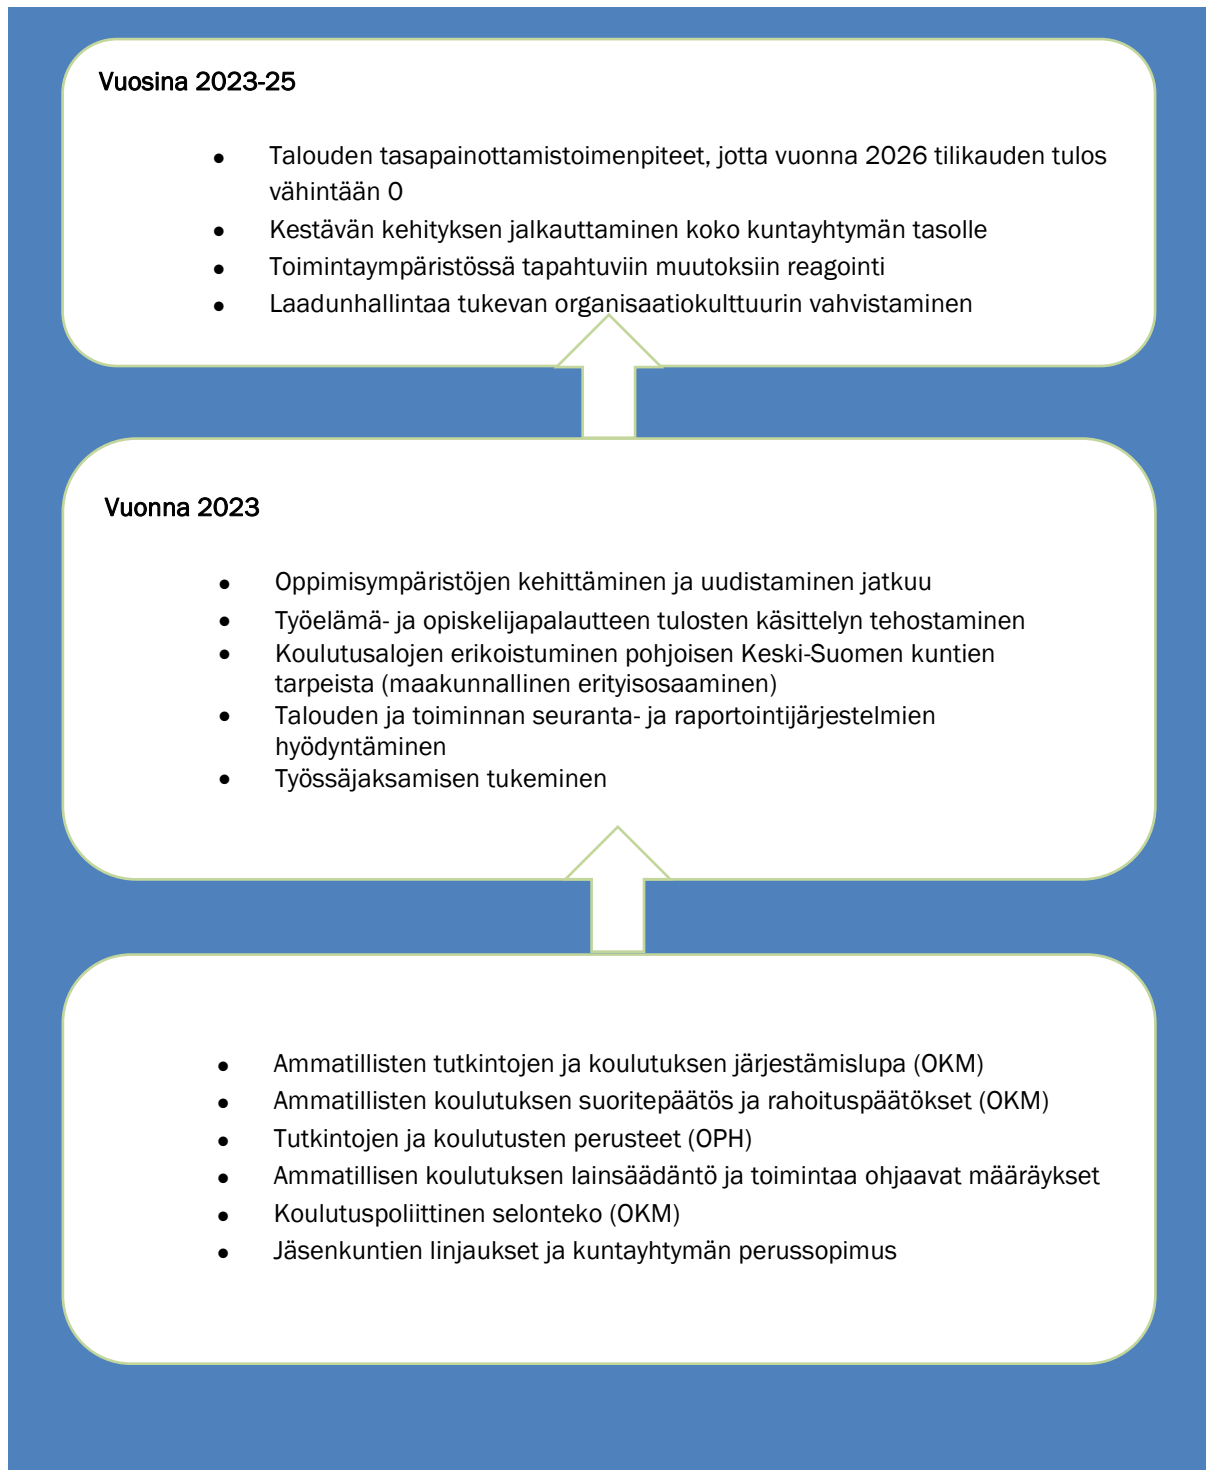 Vuosina 2023-25
• Talouden tasapainottamistoimenpiteet, jotta vuonna 2026 tilikauden tulos
vähintään 0
• Kestävän kehityksen jalkauttaminen koko kuntayhtymän tasolle
• Toimintaympäristössä tapahtuviin muutoksiin reagointi
• Laadunhallintaa tukevan organisaatiokulttuurin vahvistaminen
Vuonna 2023
• Oppimisympäristöjen kehittäminen ja uudistaminen jatkuu
• Työelämä- ja opiskelijapalautteen tulosten käsittelyn tehostaminen
• Koulutusalojen erikoistuminen pohjoisen Keski-Suomen kuntien
tarpeista (maakunnallinen erityisosaaminen)
• Talouden ja toiminnan seuranta- ja raportointijärjestelmien
hyödyntäminen
• Työssäjaksamisen tukeminen
• Ammatillisten tutkintojen ja koulutuksen järjestämislupa (OKM)
• Ammatillisten koulutuksen suoritepäätös ja rahoituspäätökset (OKM)
• Tutkintojen ja koulutusten perusteet (OPH)
• Ammatillisen koulutuksen lainsäädäntö ja toimintaa ohjaavat määräykset
• Koulutuspoliittinen selonteko (OKM)
• Jäsenkuntien linjaukset ja kuntayhtymän perussopimus